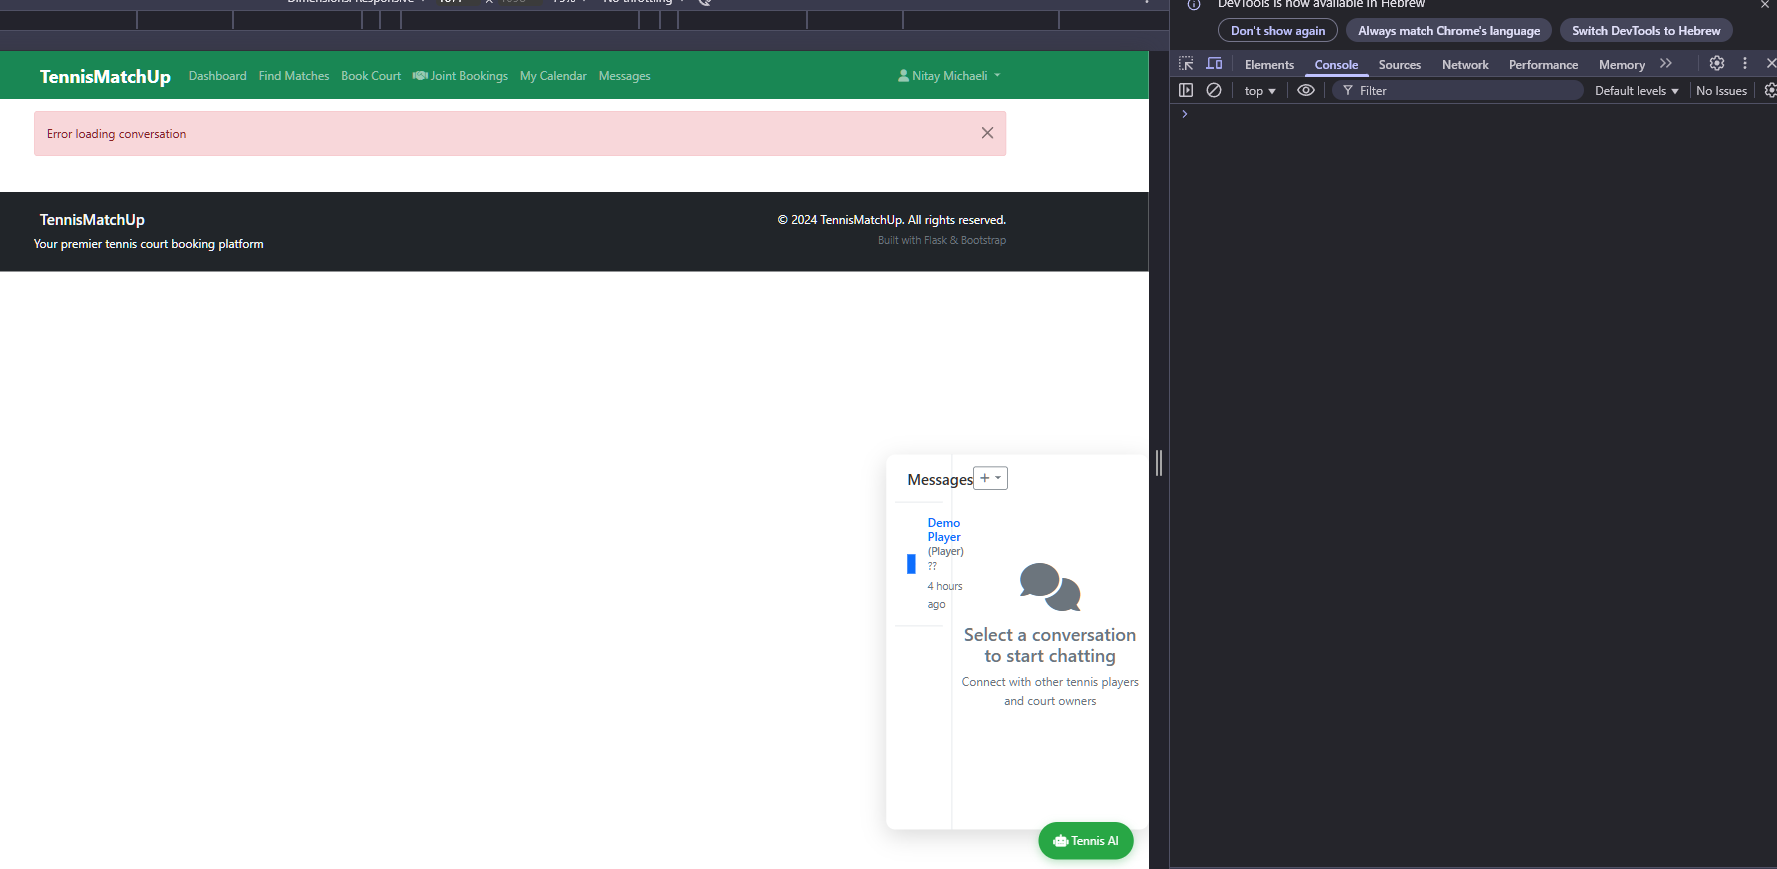 Dimensions: Responsive
No throttling
TennisMatchUp
Dashboard
Find Matches
Book Court
Joint Bookings
My Calendar
Messages
Nitay Michaeli
Error loading conversation
TennisMatchUp
Your premier tennis court booking platform
© 2024 TennisMatchUp. All rights reserved.
Built with Flask & Bootstrap
Messages
+
Demo
Player
(Player)
??
4 hours
ago
Select a conversation
to start chatting
Connect with other tennis players
and court owners
Tennis AI
DevTools is now available in Hebrew
Don't show again
Always match Chrome's language
Switch DevTools to Hebrew
Elements
Console
Sources
Network
Performance
Memory
top
Filter
Default levels
No Issues